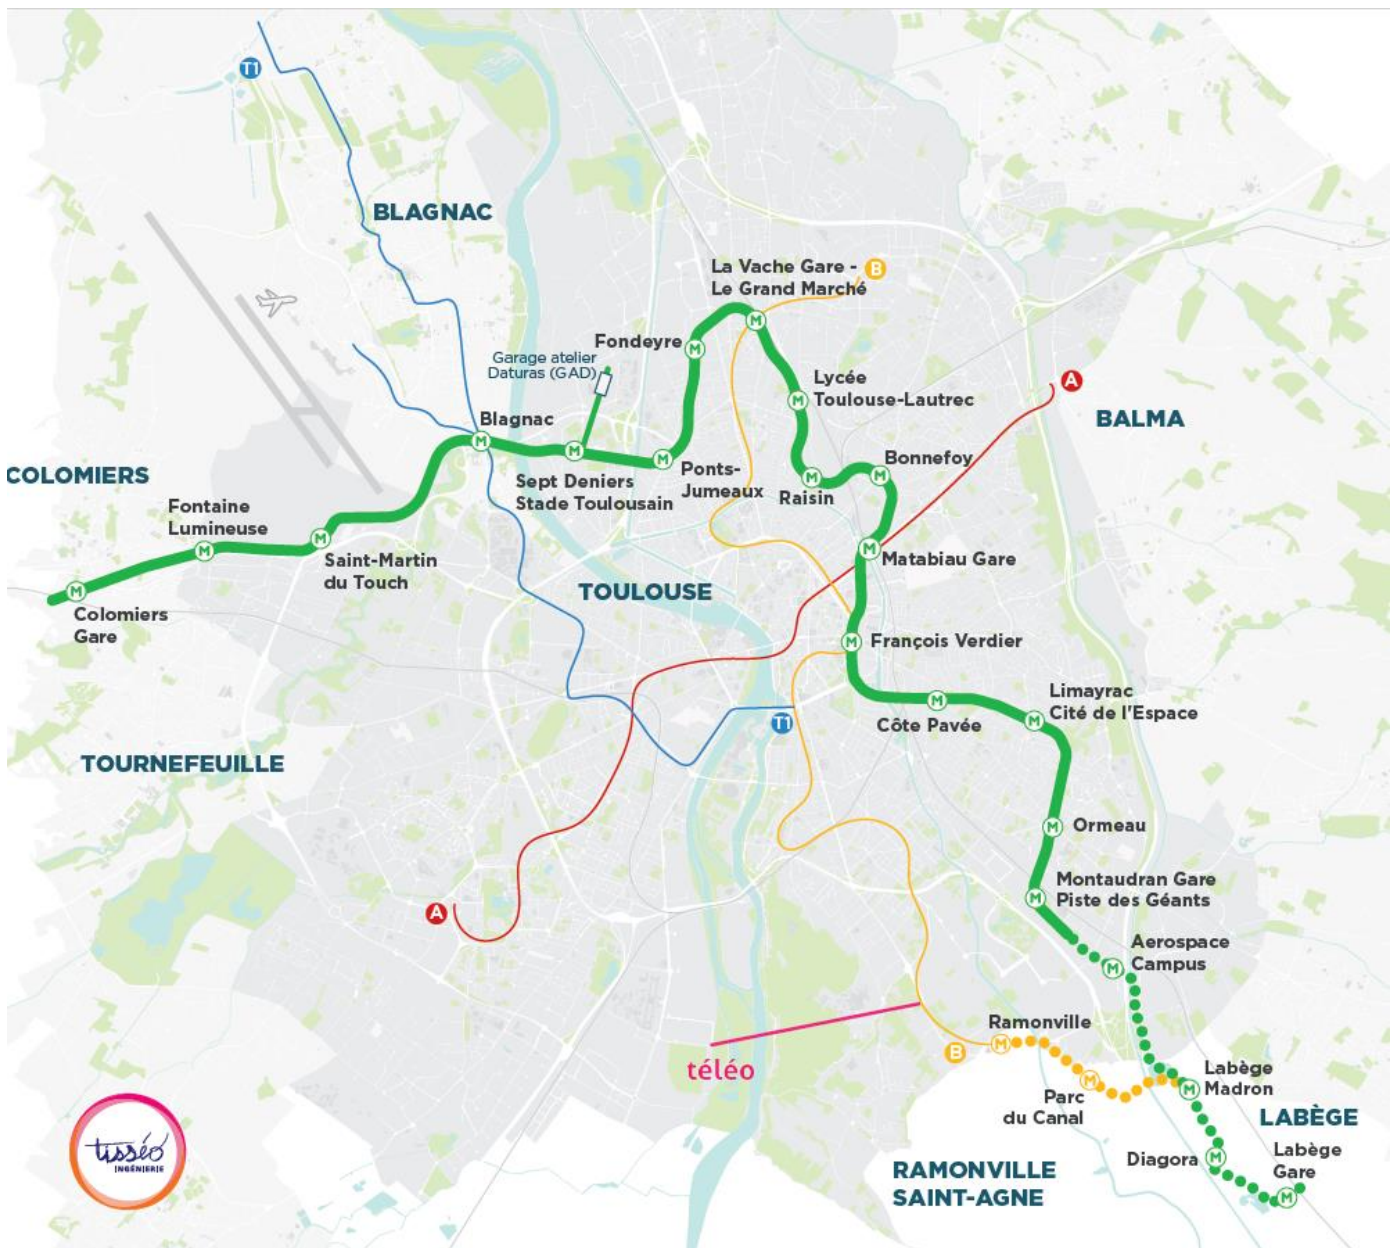 T1
BLAGNAC
La Vache Gare -
Le Grand Marché
B
Fondeyre
M
M
Garage atelier
Daturas (GAD)
Lycée
Toulouse-Lautrec
M
A
BALMA
Blagnac
M
Sept Deniers
Stade Toulousain
M
Ponts-
Jumeaux
M
Raisin
M
Bonnefoy
M
COLOMIERS
Fontaine
Lumineuse
M
Saint-Martin
du Touch
M
Matabiau Gare
M
Colomiers
Gare
M
TOULOUSE
François Verdier
M
Côte Pavée
M
Limayrac
Cité de l'Espace
M
T1
TOURNEFEUILLE
Ormeau
M
Montaudran Gare
Piste des Géants
M
A
Aerospace
Campus
M
Ramonville
M
B
téléo
Parc
du Canal
M
Labège
Madron
M
LABÈGE
Diagora
M
Labège
Gare
M
RAMONVILLE
SAINT-AGNE
tisséo
INGÉNIERIE